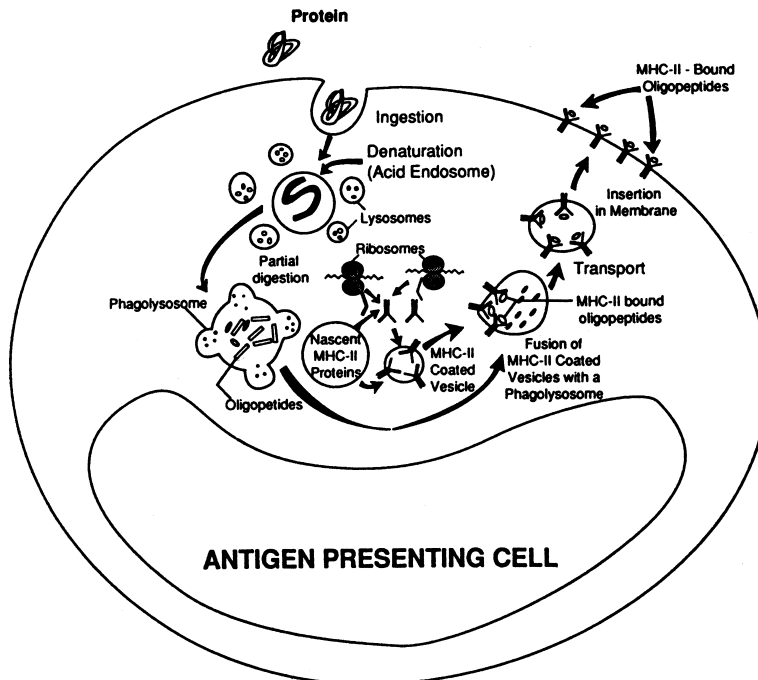 Protein
MHC-II - Bound
Oligopeptides
Ingestion
Denaturation
(Acid Endosome)
Lysosomes
Insertion
in Membrane
Ribosomes
Partial
digestion
Transport
Phagolysosome
MHC-II bound
oligopeptides
Nascent
MHC-II
Proteins
MHC-II
Coated
Vesicle
Fusion of
MHC-II Coated
Vesicles with a
Phagolysosome
Oligopetides
ANTIGEN PRESENTING CELL